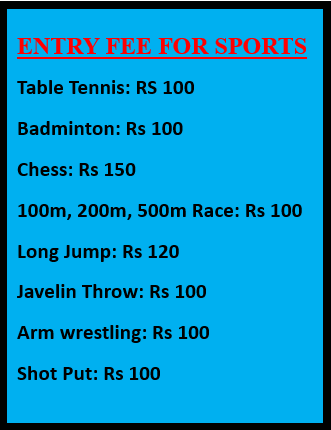 ENTRY FEE FOR SPORTS
Table Tennis: RS 100
Badminton: Rs 100
Chess: Rs 150
100m, 200m, 500m Race: Rs 100
Long Jump: Rs 120
Javelin Throw: Rs 100
Arm wrestling: Rs 100
Shot Put: Rs 100